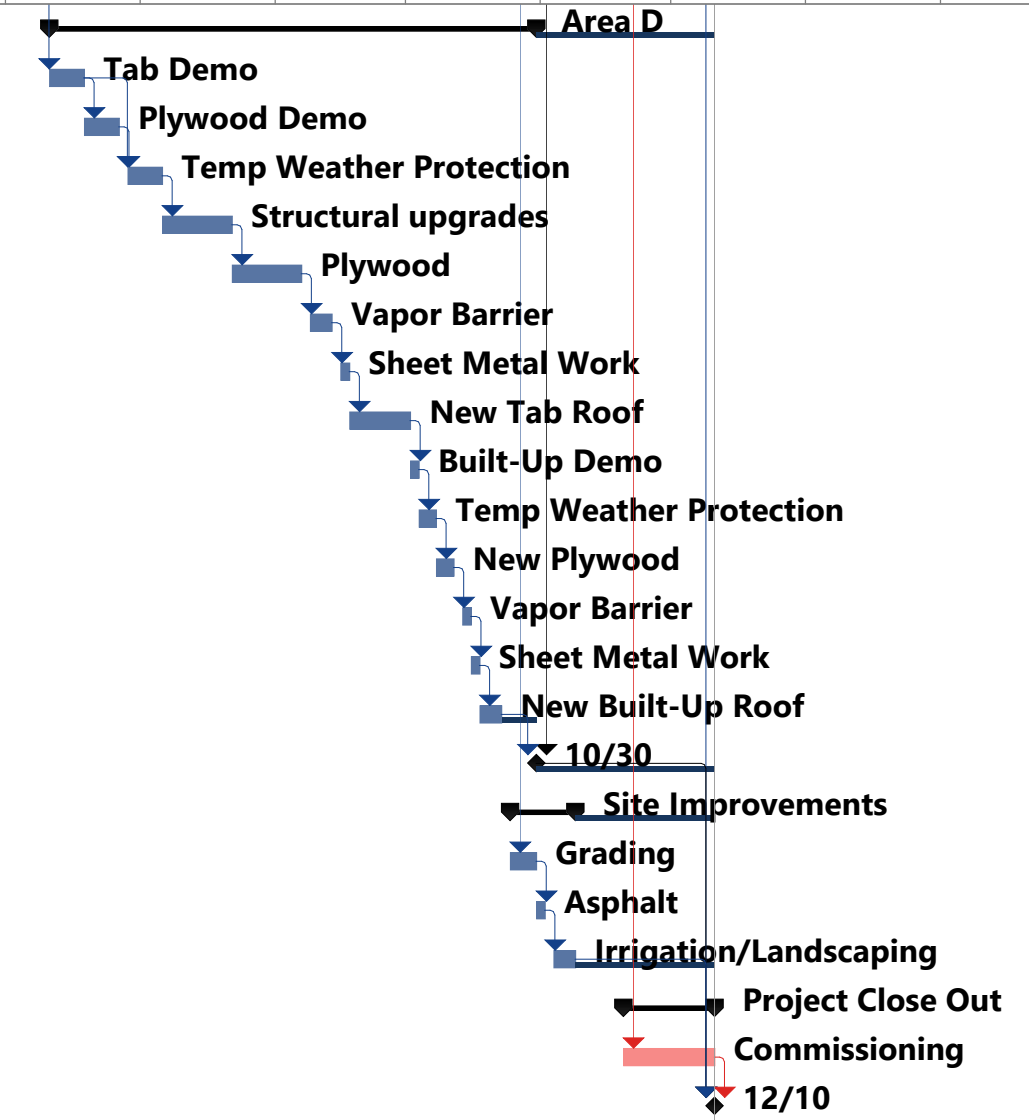 Area D
Tab Demo
Plywood Demo
Temp Weather Protection
Structural upgrades
Plywood
Vapor Barrier
Sheet Metal Work
New Tab Roof
Built-Up Demo
Temp Weather Protection
New Plywood
Vapor Barrier
Sheet Metal Work
New Built-Up Roof
10/30
Site Improvements
Grading
Asphalt
Irrigation/Landscaping
Project Close Out
Commissioning
12/10